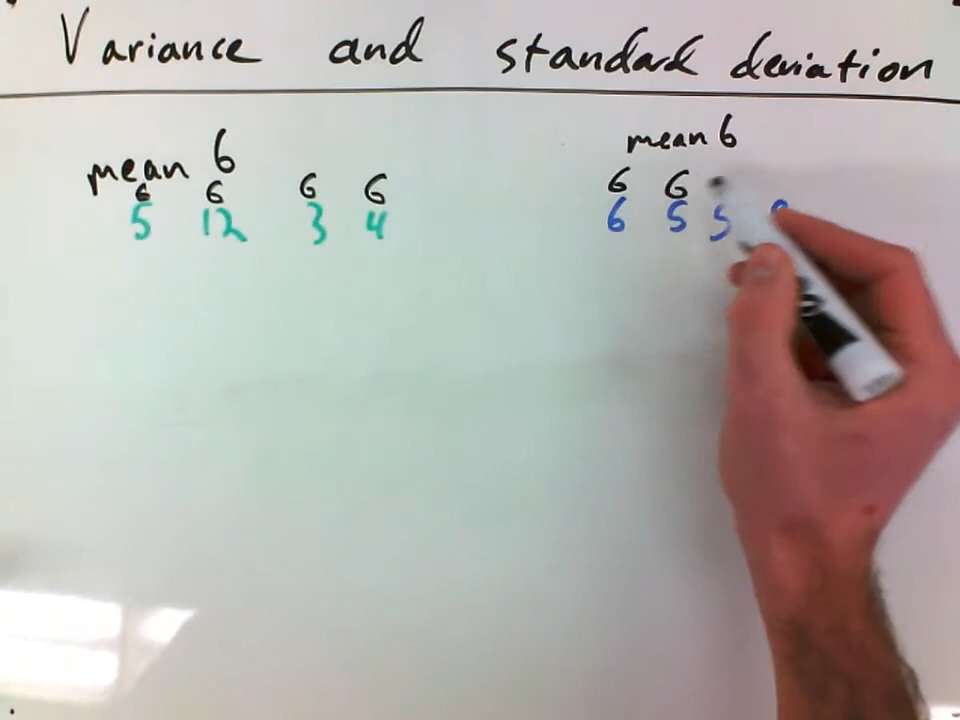 Variance and standard deviation
mean 6
6 6 6 6
5 12 3 4
mean 6
6 6
6 5 5